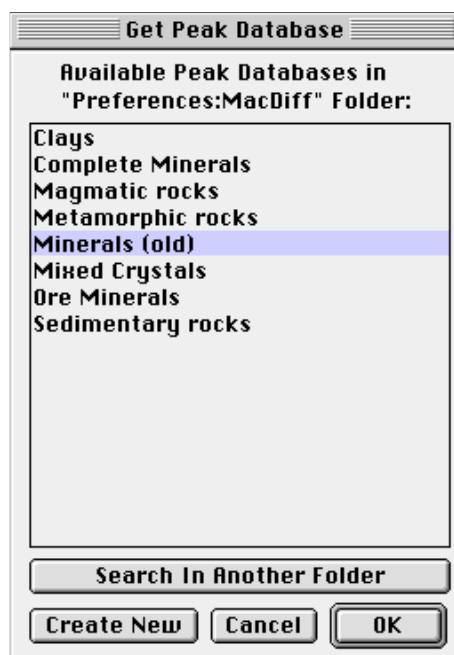 Get Peak Database
Available Peak Databases in
"Preferences:MacDiff" Folder:
Clays
Complete Minerals
Magmatic rocks
Metamorphic rocks
Minerals (old)
Mixed Crystals
Ore Minerals
Sedimentary rocks
Search In Another Folder
Create New Cancel OK